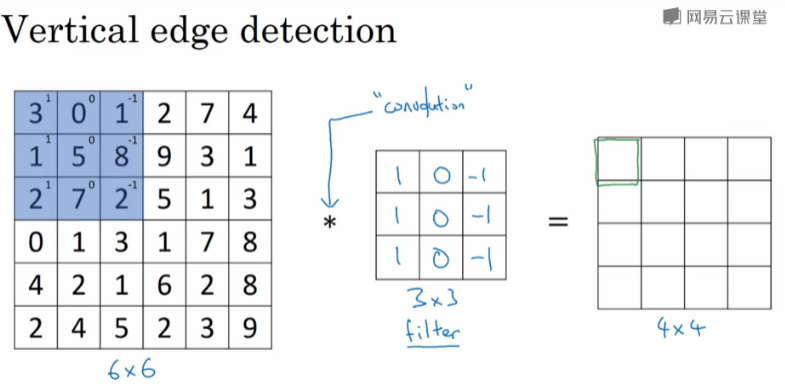 网易云课堂
Vertical edge detection
"convolution"
3 1 0 0 1 -1 2 7 4
1 1 5 0 8 -1 9 3 1
2 1 7 0 2 -1 5 1 3
0 1 3 1 7 8
4 2 1 6 2 8
2 4 5 2 3 9
6×6
*
1 0 -1
1 0 -1
1 0 -1
3×3
filter
=
4×4